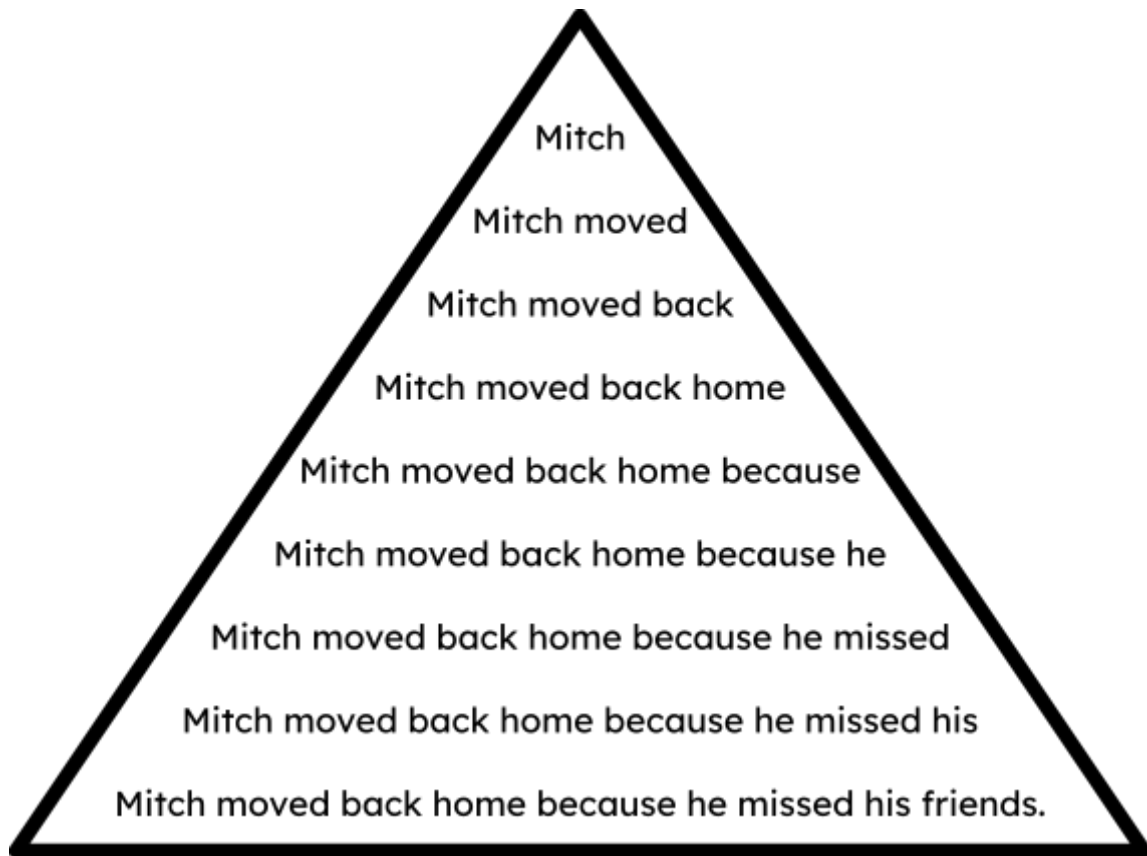 Mitch
Mitch moved
Mitch moved back
Mitch moved back home
Mitch moved back home because
Mitch moved back home because he
Mitch moved back home because he missed
Mitch moved back home because he missed his
Mitch moved back home because he missed his friends.